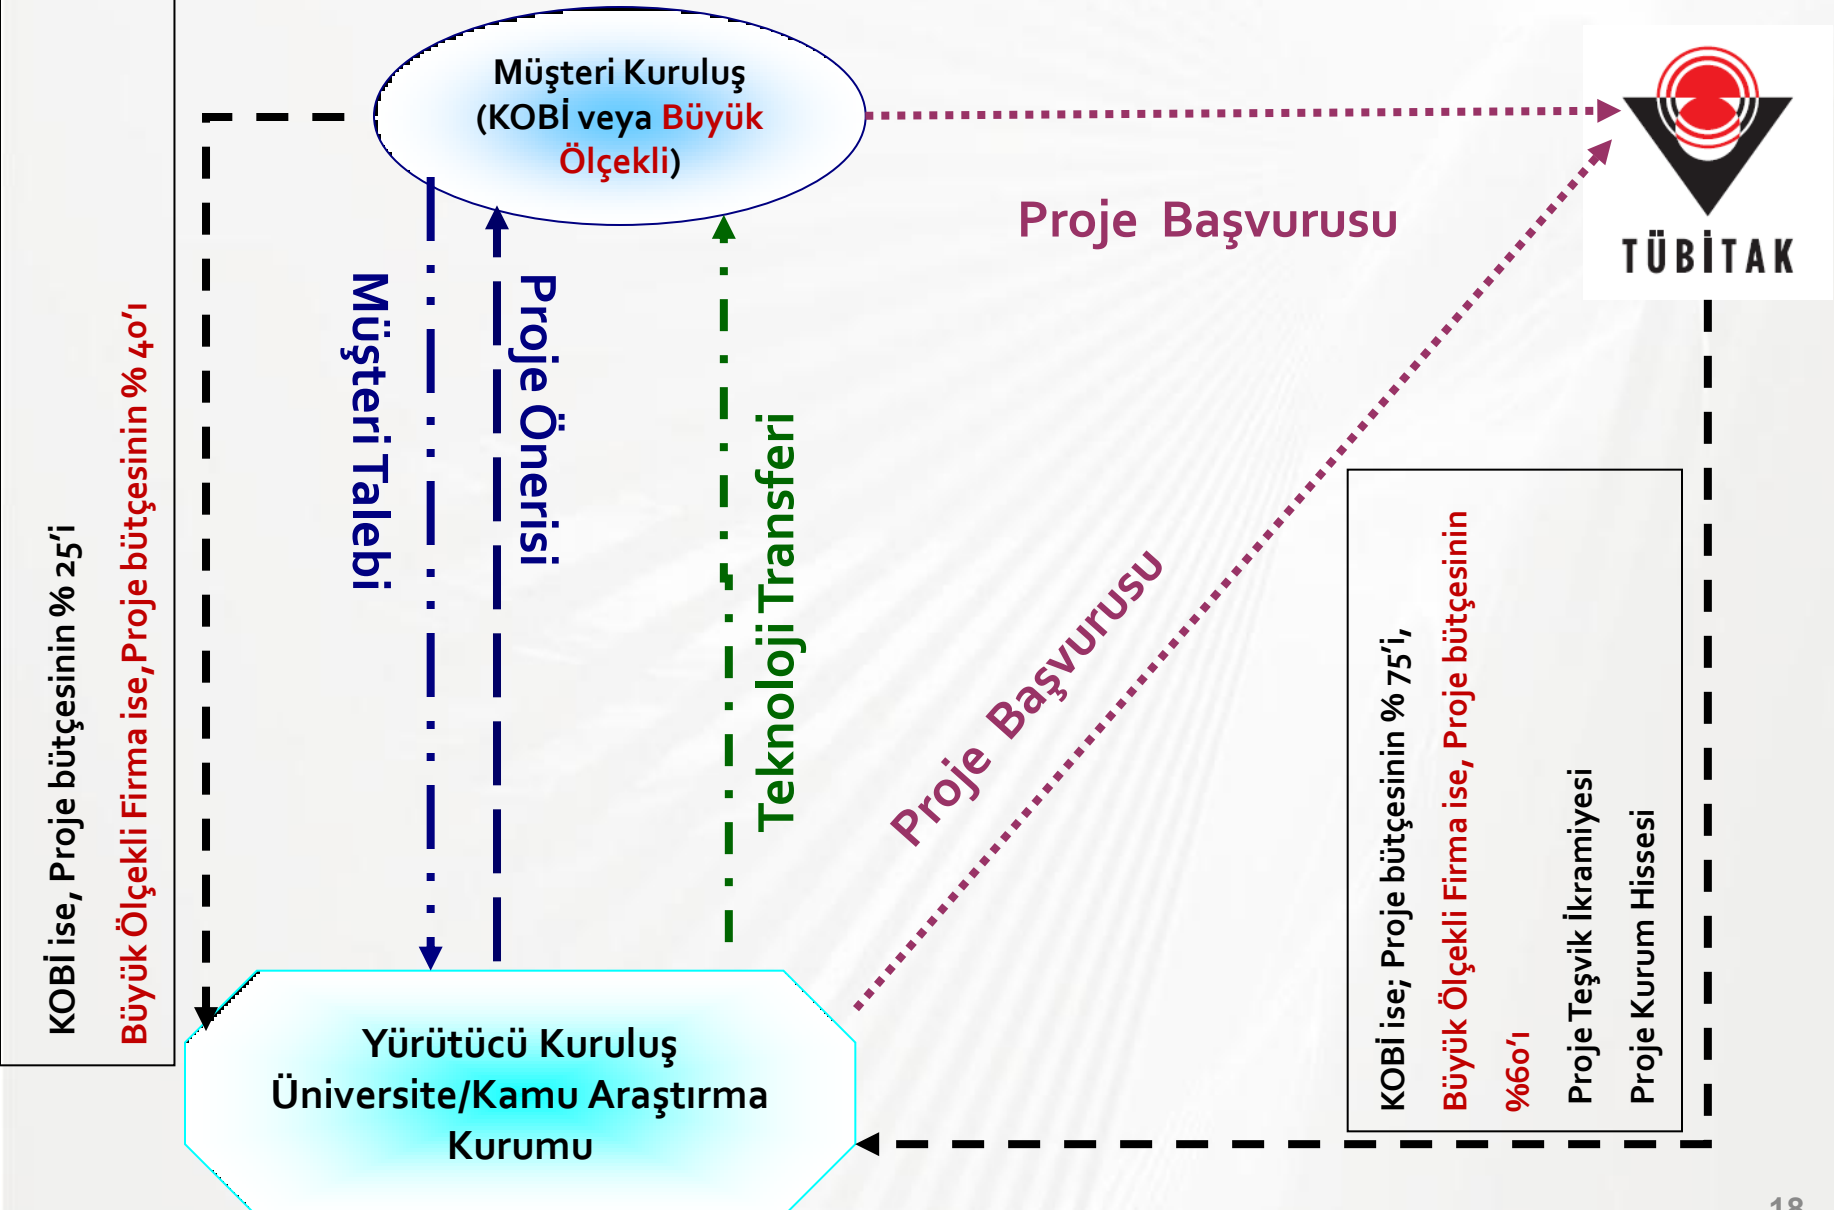 Müşteri Kuruluş
(KOBİ veya Büyük
Ölçekli)
TÜBİTAK
Proje Başvurusu
KOBİ ise, Proje bütçesinin % 25'i
Büyük Ölçekli Firma ise,Proje bütçesinin % 40'ı
Müşteri Talebi
Proje Önerisi
Teknoloji Transferi
Proje Başvurusu
KOBİ ise; Proje bütçesinin % 75'i,
Büyük Ölçekli Firma ise, Proje bütçesinin
%60'ı
Proje Teşvik İkramiyesi
Proje Kurum Hissesi
Yürütücü Kuruluş
Üniversite/Kamu Araştırma
Kurumu
18